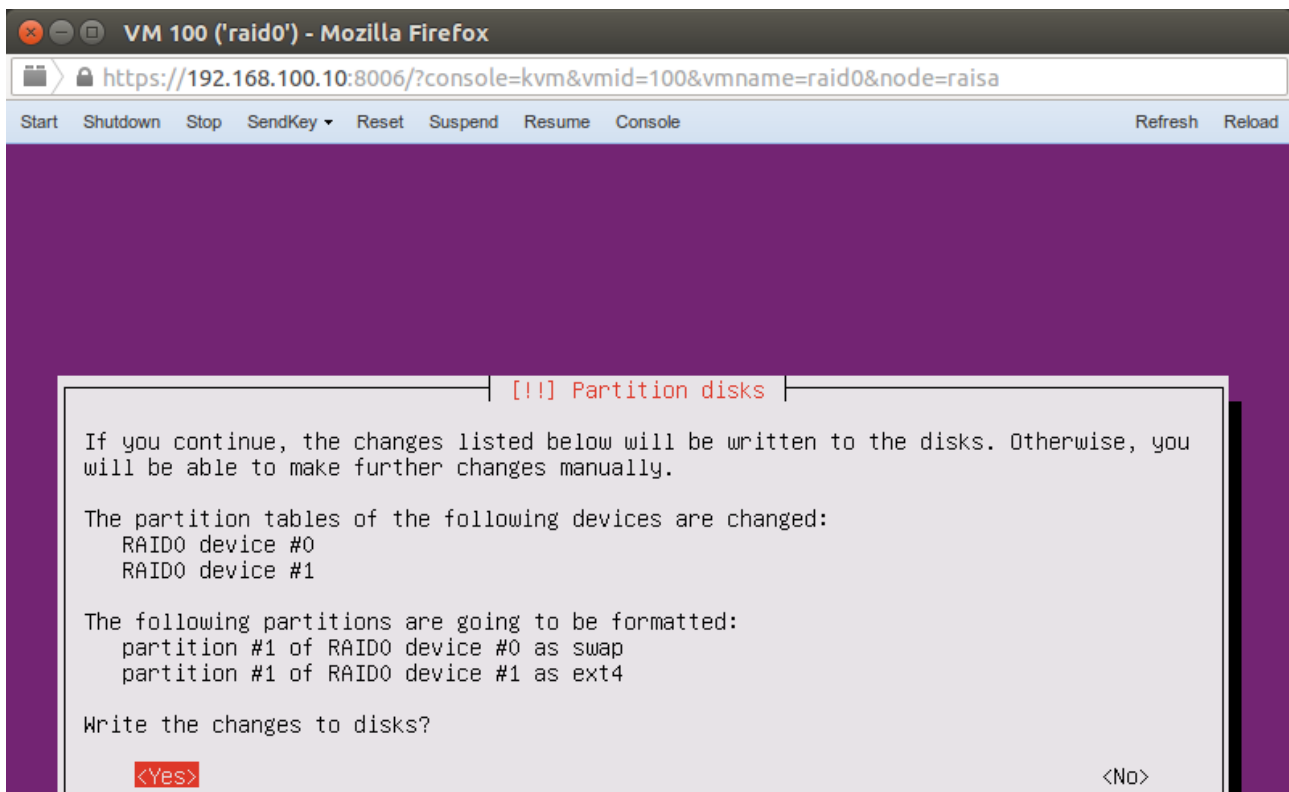 VM 100 ('raid0') - Mozilla Firefox
https://192.168.100.10:8006/?console=kvm&vmid=100&vmname=raid0&node=raisa
Start Shutdown Stop SendKey Reset Suspend Resume Console Refresh Reload
[!!] Partition disks
If you continue, the changes listed below will be written to the disks. Otherwise, you
will be able to make further changes manually.
The partition tables of the following devices are changed:
RAID0 device #0
RAID0 device #1
The following partitions are going to be formatted:
partition #1 of RAID0 device #0 as swap
partition #1 of RAID0 device #1 as ext4
Write the changes to disks?
<Yes> <No>